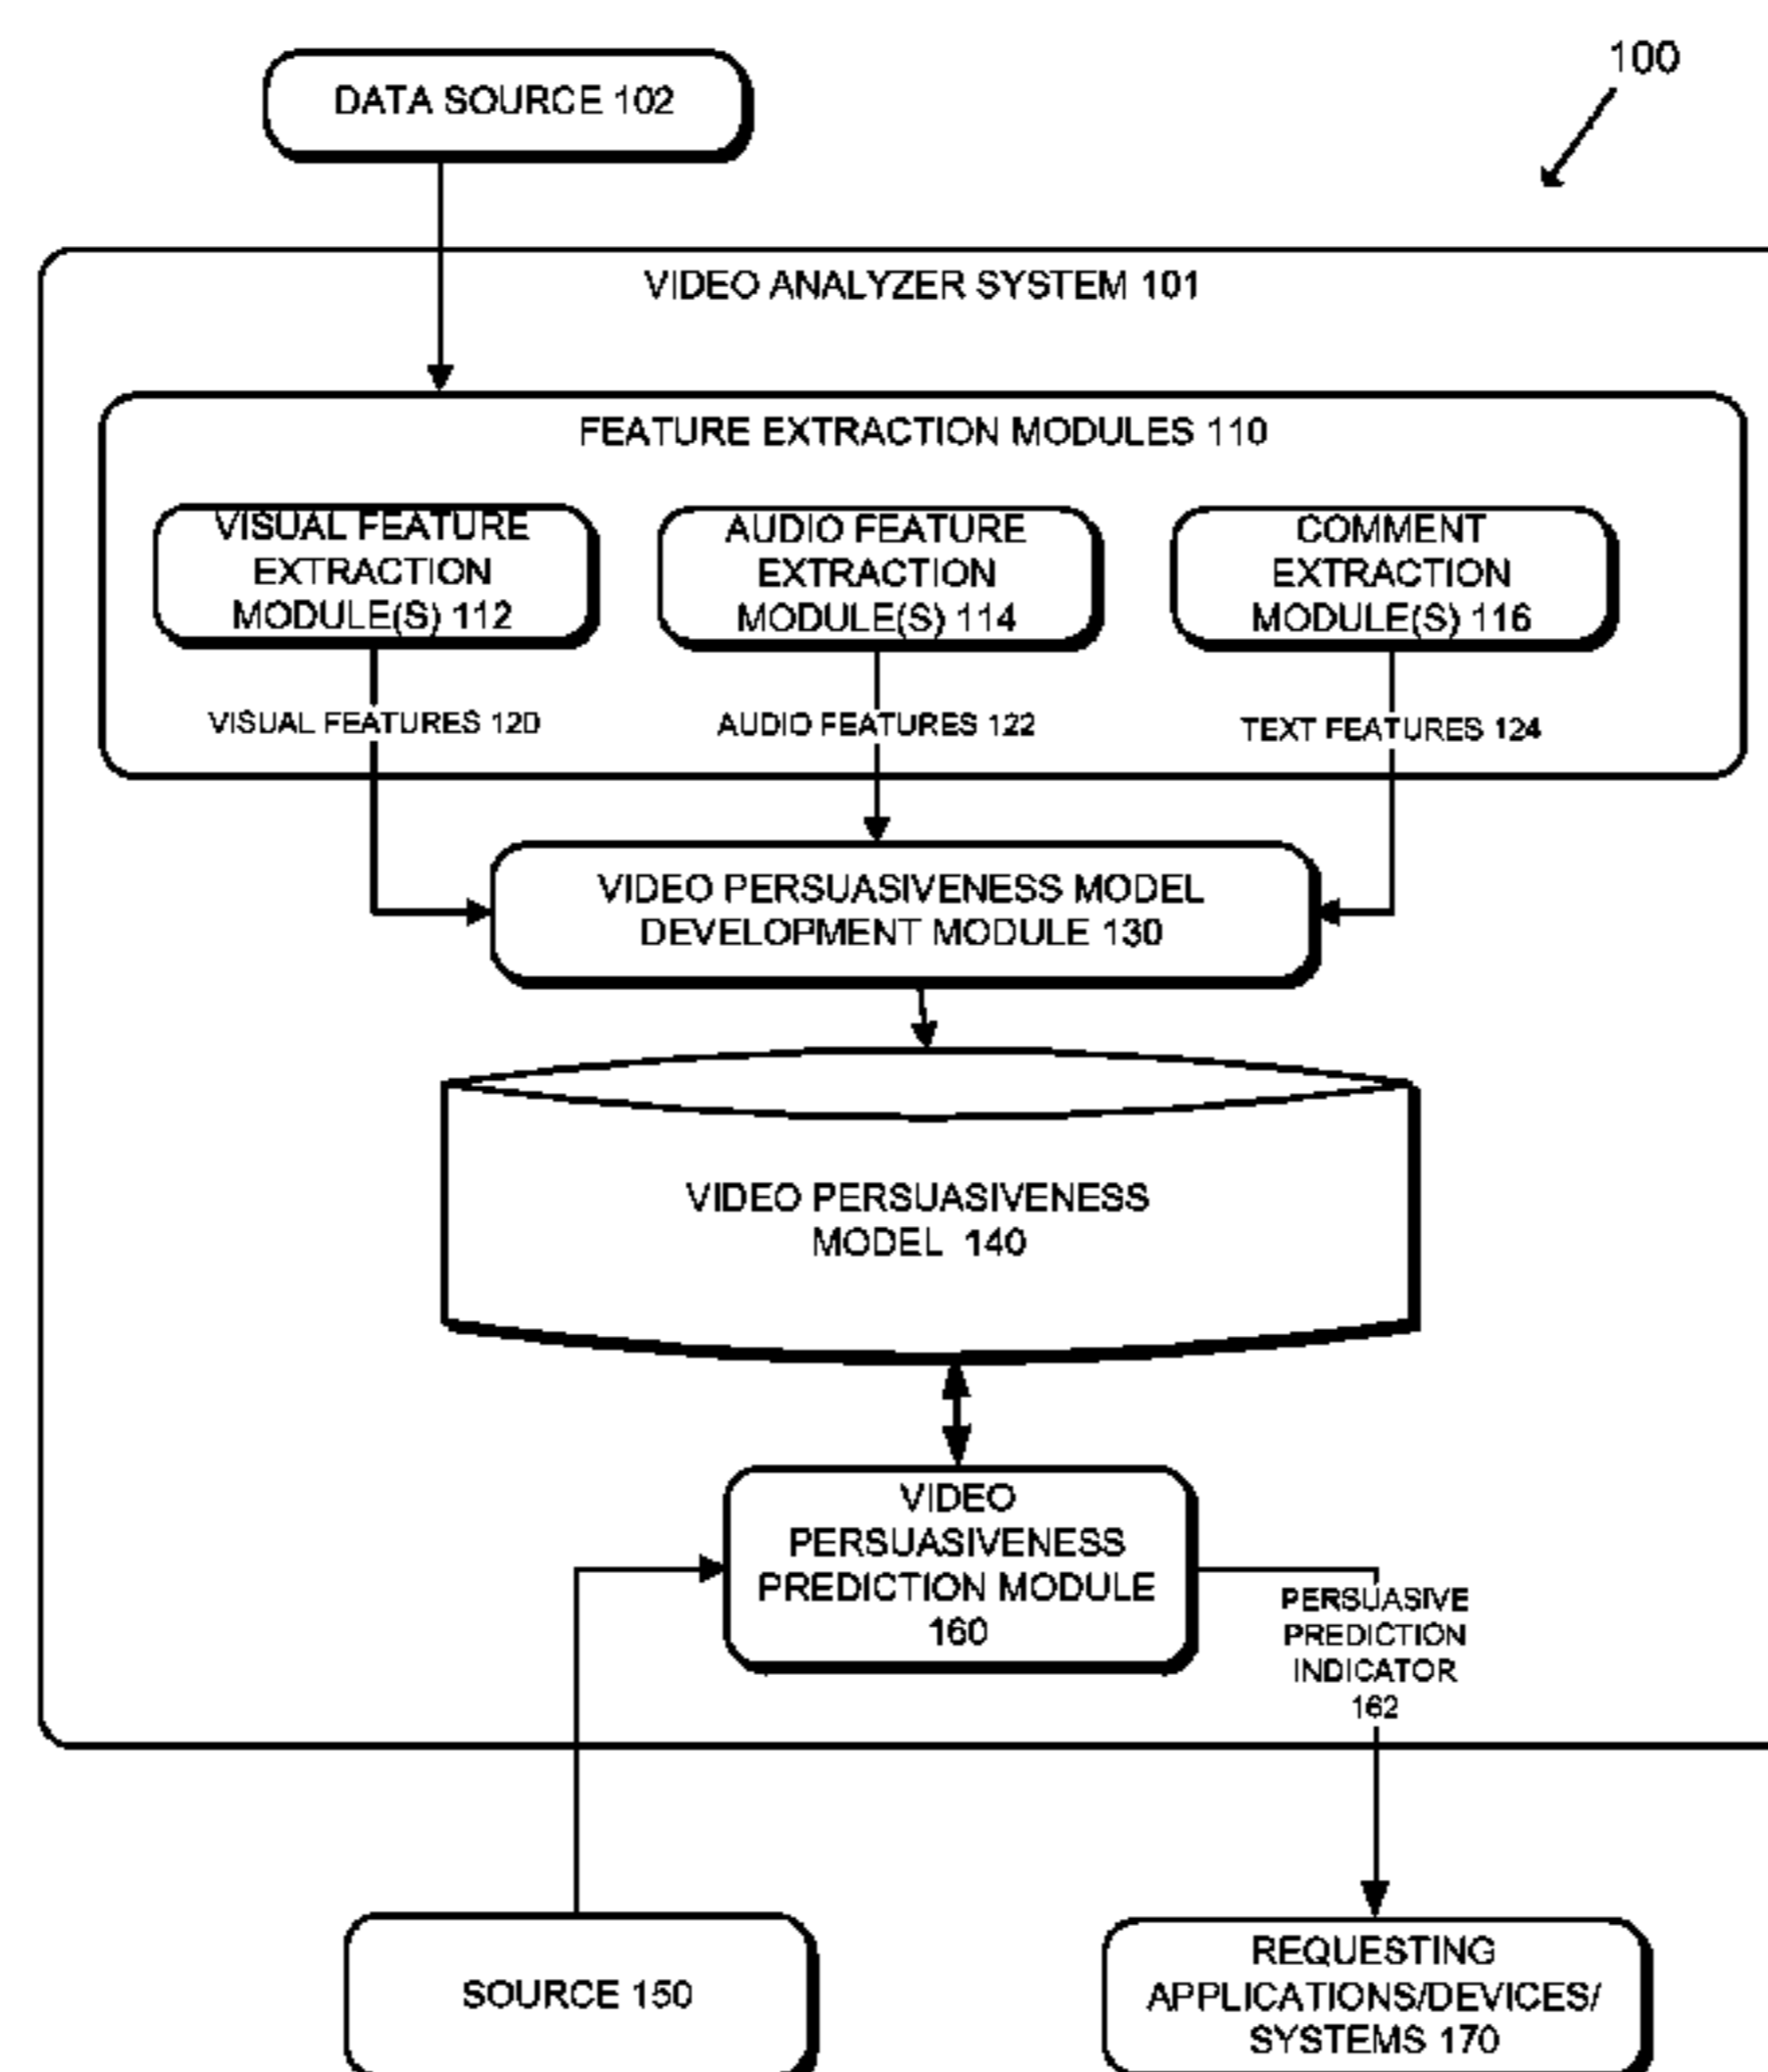 100
DATA SOURCE 102
VIDEO ANALYZER SYSTEM 101
FEATURE EXTRACTION MODULES 110
VISUAL FEATURE
EXTRACTION
MODULE(S) 112
AUDIO FEATURE
EXTRACTION
MODULE(S) 114
COMMENT
EXTRACTION
MODULE(S) 116
VISUAL FEATURES 120
AUDIO FEATURES 122
TEXT FEATURES 124
VIDEO PERSUASIVENESS MODEL
DEVELOPMENT MODULE 130
VIDEO PERSUASIVENESS
MODEL 140
VIDEO
PERSUASIVENESS
PREDICTION MODULE
160
PERSUASIVE
PREDICTION
INDICATOR
162
SOURCE 150
REQUESTING
APPLICATIONS/DEVICES/
SYSTEMS 170